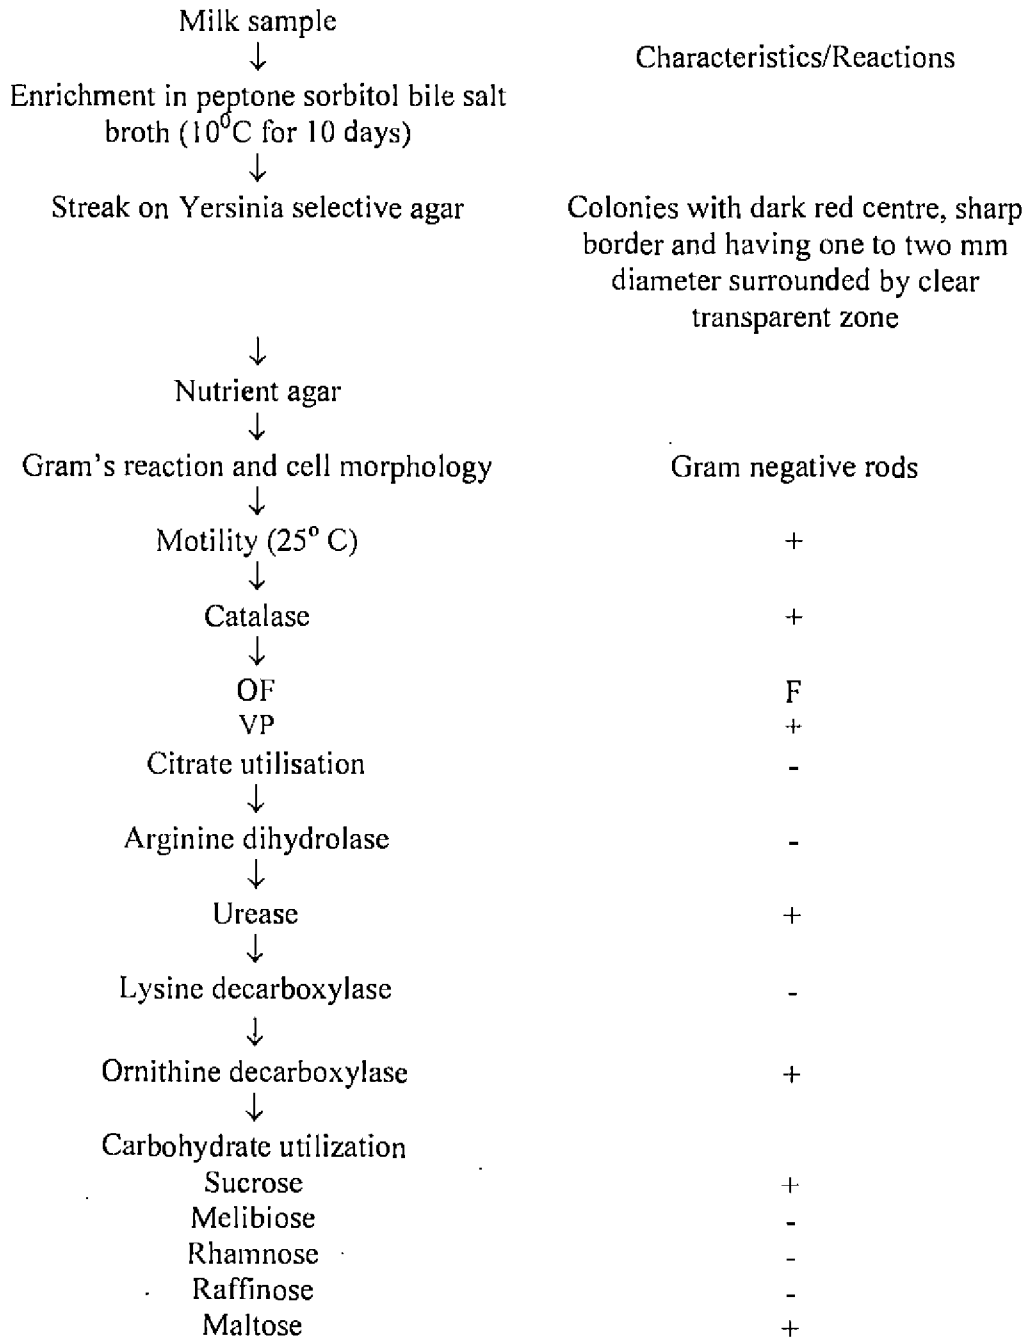 Milk sample
↓
Characteristics/Reactions
Enrichment in peptone sorbitol bile salt
broth (10⁰C for 10 days)
↓
Streak on Yersinia selective agar
Colonies with dark red centre, sharp
border and having one to two mm
diameter surrounded by clear
transparent zone
↓
Nutrient agar
↓
Gram's reaction and cell morphology Gram negative rods
↓
Motility (25° C) +
↓
Catalase +
↓
OF F
VP +
Citrate utilisation -
↓
Arginine dihydrolase -
↓
Urease +
↓
Lysine decarboxylase -
↓
Ornithine decarboxylase +
↓
Carbohydrate utilization
Sucrose +
Melibiose -
Rhamnose -
Raffinose -
Maltose +